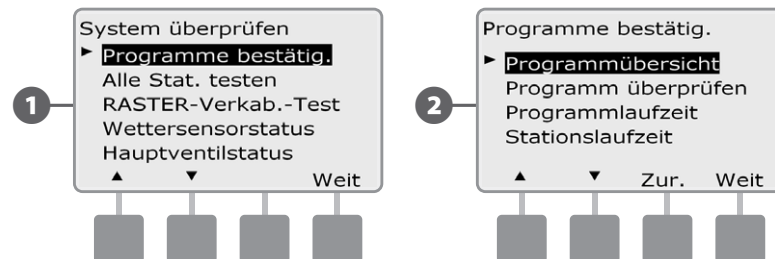 1
System überprüfen
► Programme bestätig.
Alle Stat. testen
RASTER-Verkab.-Test
Wettersensorstatus
Hauptventilstatus
▲ ▼ Weit
2
Programme bestätig.
► Programmübersicht
Programm überprüfen
Programmlaufzeit
Stationslaufzeit
▲ ▼ Zur. Weit